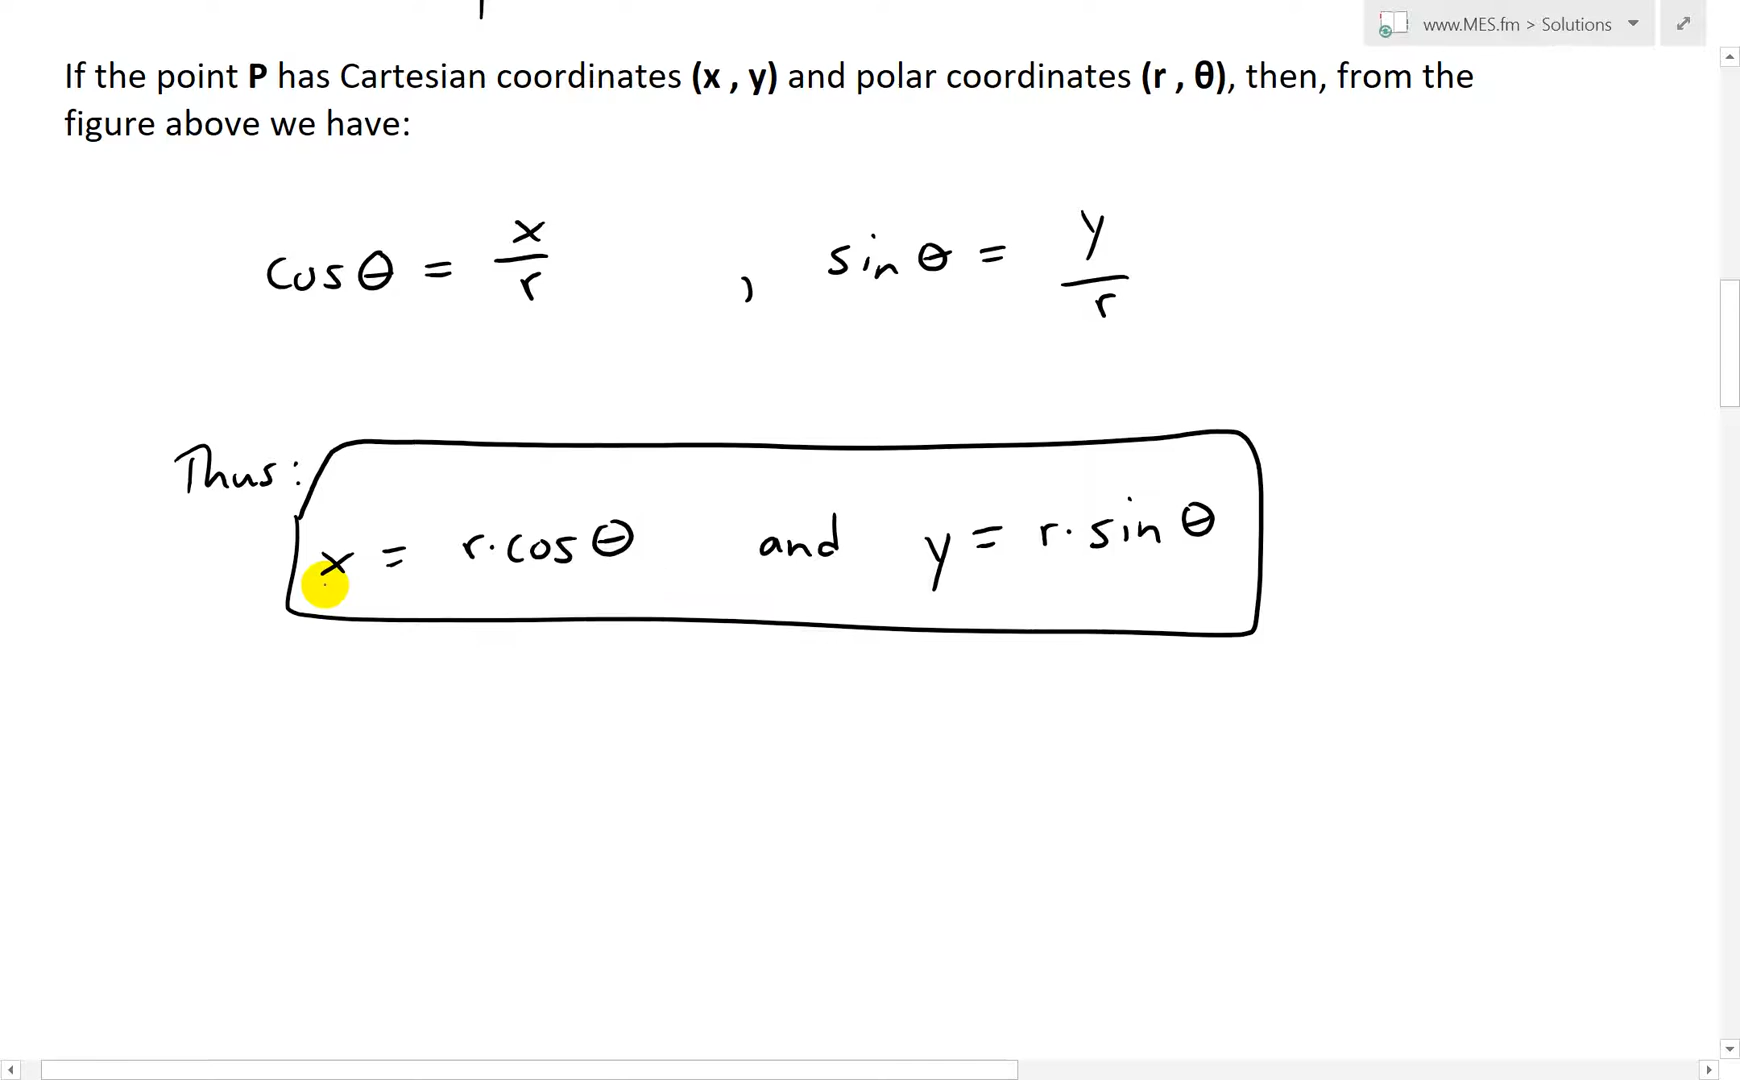 www.MES.fm > Solutions
If the point P has Cartesian coordinates (x , y) and polar coordinates (r , θ), then, from the
figure above we have:
cosθ = x/r , sin θ = y/r
Thus:
x = r·cos θ and y = r·sin θ